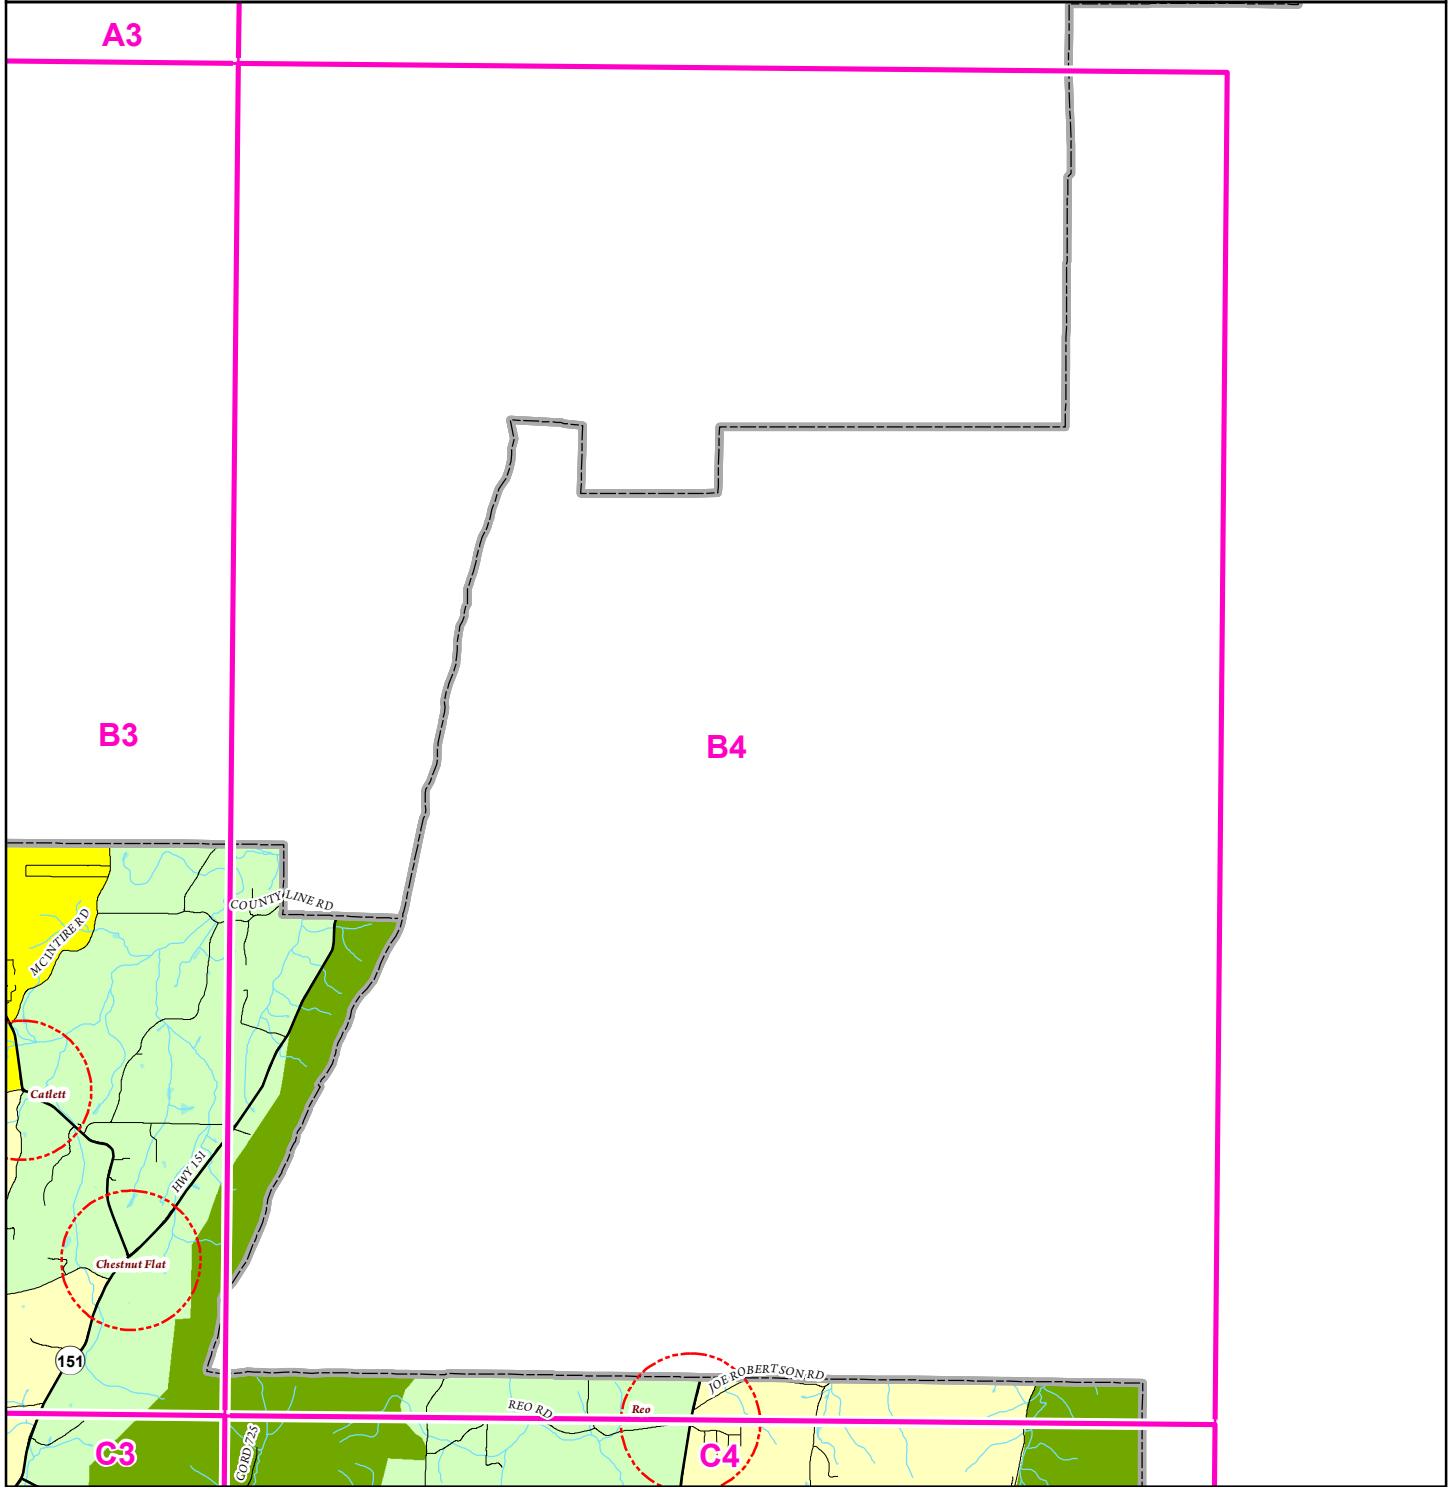 A3
B3
B4
COUNTY LINE RD
MCINTIRE RD
Catlett
HWY 151
Chestnut Flat
151
JOE ROBERTSON RD
REO RD
Reo
C3
CORD 725
C4